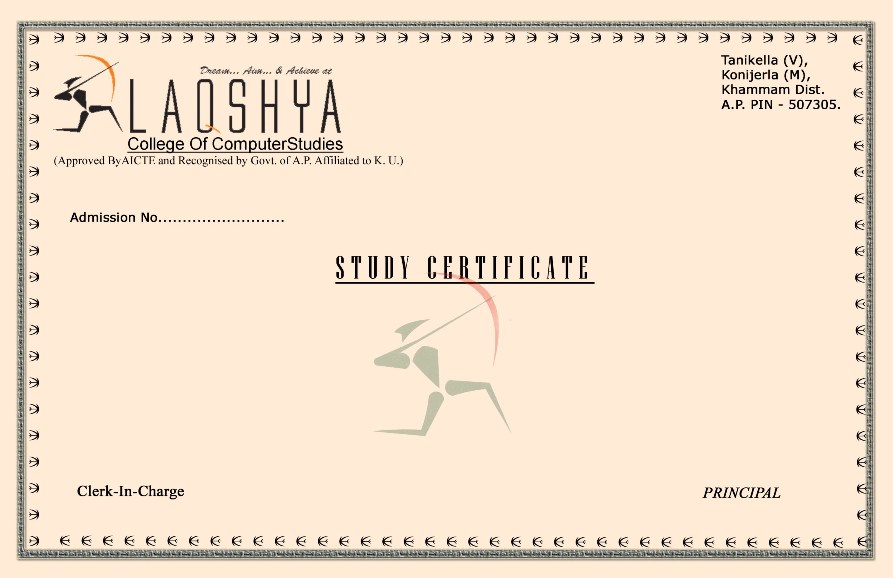 Dream... Aim... & Achieve at
LAQSHYA
College Of ComputerStudies
(Approved ByAICTE and Recognised by Govt. of A.P. Affiliated to K. U.)
Tanikella (V),
Konijerla (M),
Khammam Dist.
A.P. PIN - 507305.
Admission No..........................
STUDY CERTIFICATE
Clerk-In-Charge
PRINCIPAL